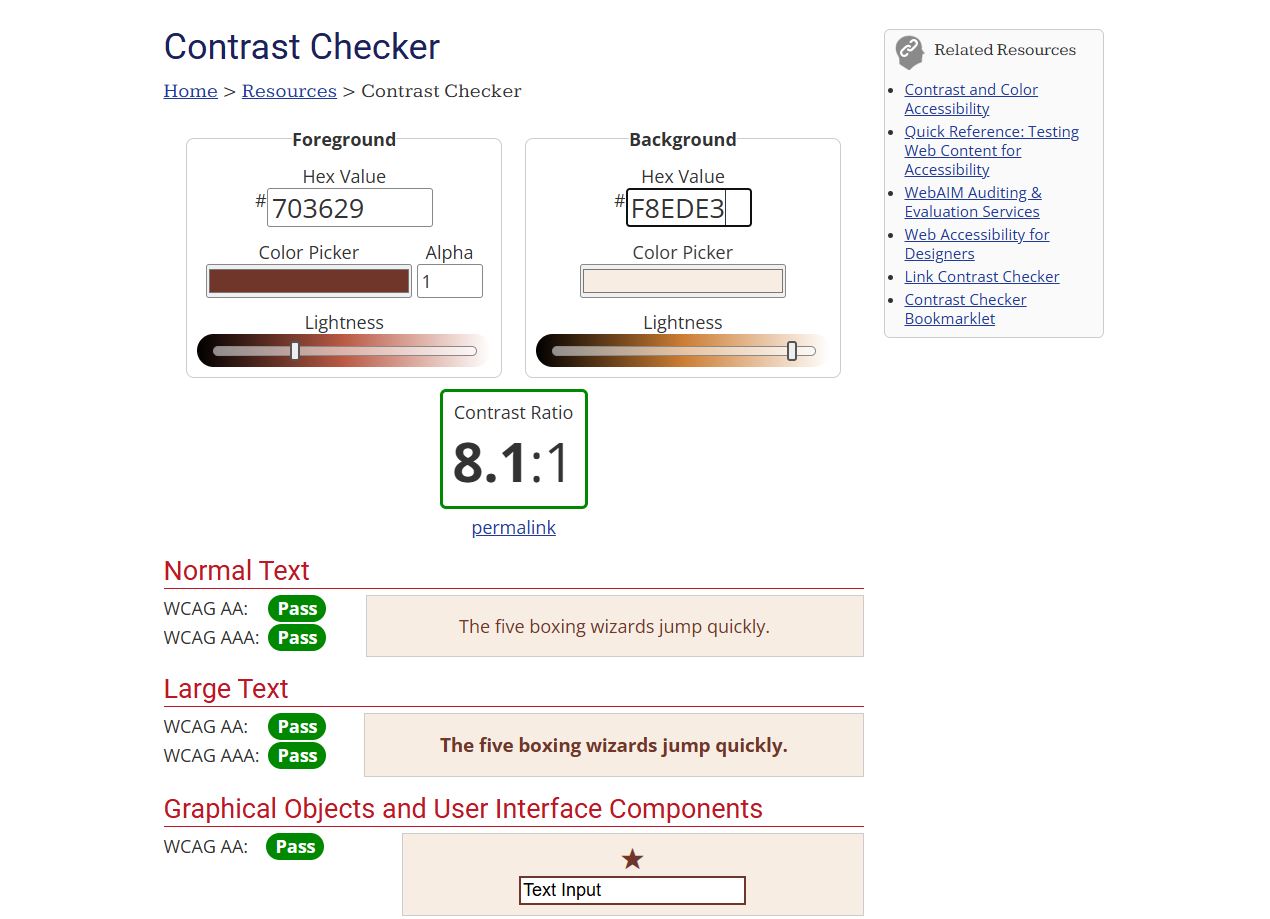 Contrast Checker
Home > Resources > Contrast Checker
Foreground
Hex Value
#703629
Color Picker
Alpha
1
Lightness
Background
Hex Value
#F8EDE3
Color Picker
Lightness
Contrast Ratio
8.1:1
permalink
Normal Text
WCAG AA: Pass
WCAG AAA: Pass
The five boxing wizards jump quickly.
Large Text
WCAG AA: Pass
WCAG AAA: Pass
The five boxing wizards jump quickly.
Graphical Objects and User Interface Components
WCAG AA: Pass
Text Input
Related Resources
Contrast and Color
Accessibility
Quick Reference: Testing
Web Content for
Accessibility
WebAIM Auditing &
Evaluation Services
Web Accessibility for
Designers
Link Contrast Checker
Contrast Checker
Bookmarklet